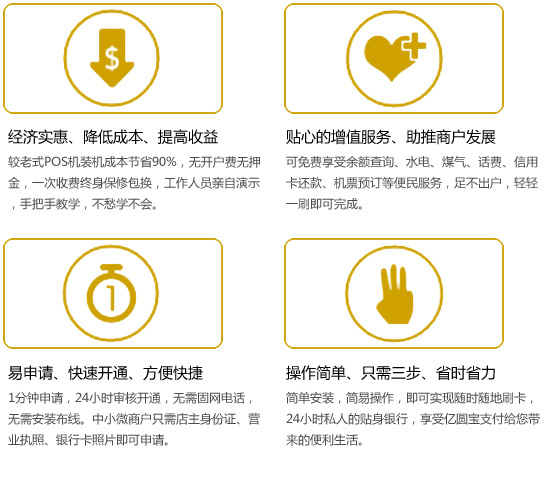 $
经济实惠、降低成本、提高收益
较老式POS机装机成本节省90%，无开户费无押
金，一次收费终身保修包换，工作人员亲自演示
，手把手教学，不愁学不会。
贴心的增值服务、助推商户发展
可免费享受余额查询、水电、煤气、话费、信用
卡还款、机票预订等便民服务，足不出户，轻轻
一刷即可完成。
1
易申请、快速开通、方便快捷
1分钟申请，24小时审核开通，无需固网电话，
无需安装布线。中小微商户只需店主身份证、营
业执照、银行卡照片即可申请。
操作简单、只需三步、省时省力
简单安装，简易操作，即可实现随时随地刷卡，
24小时私人的贴身银行，享受亿圆宝支付给您带
来的便利生活。